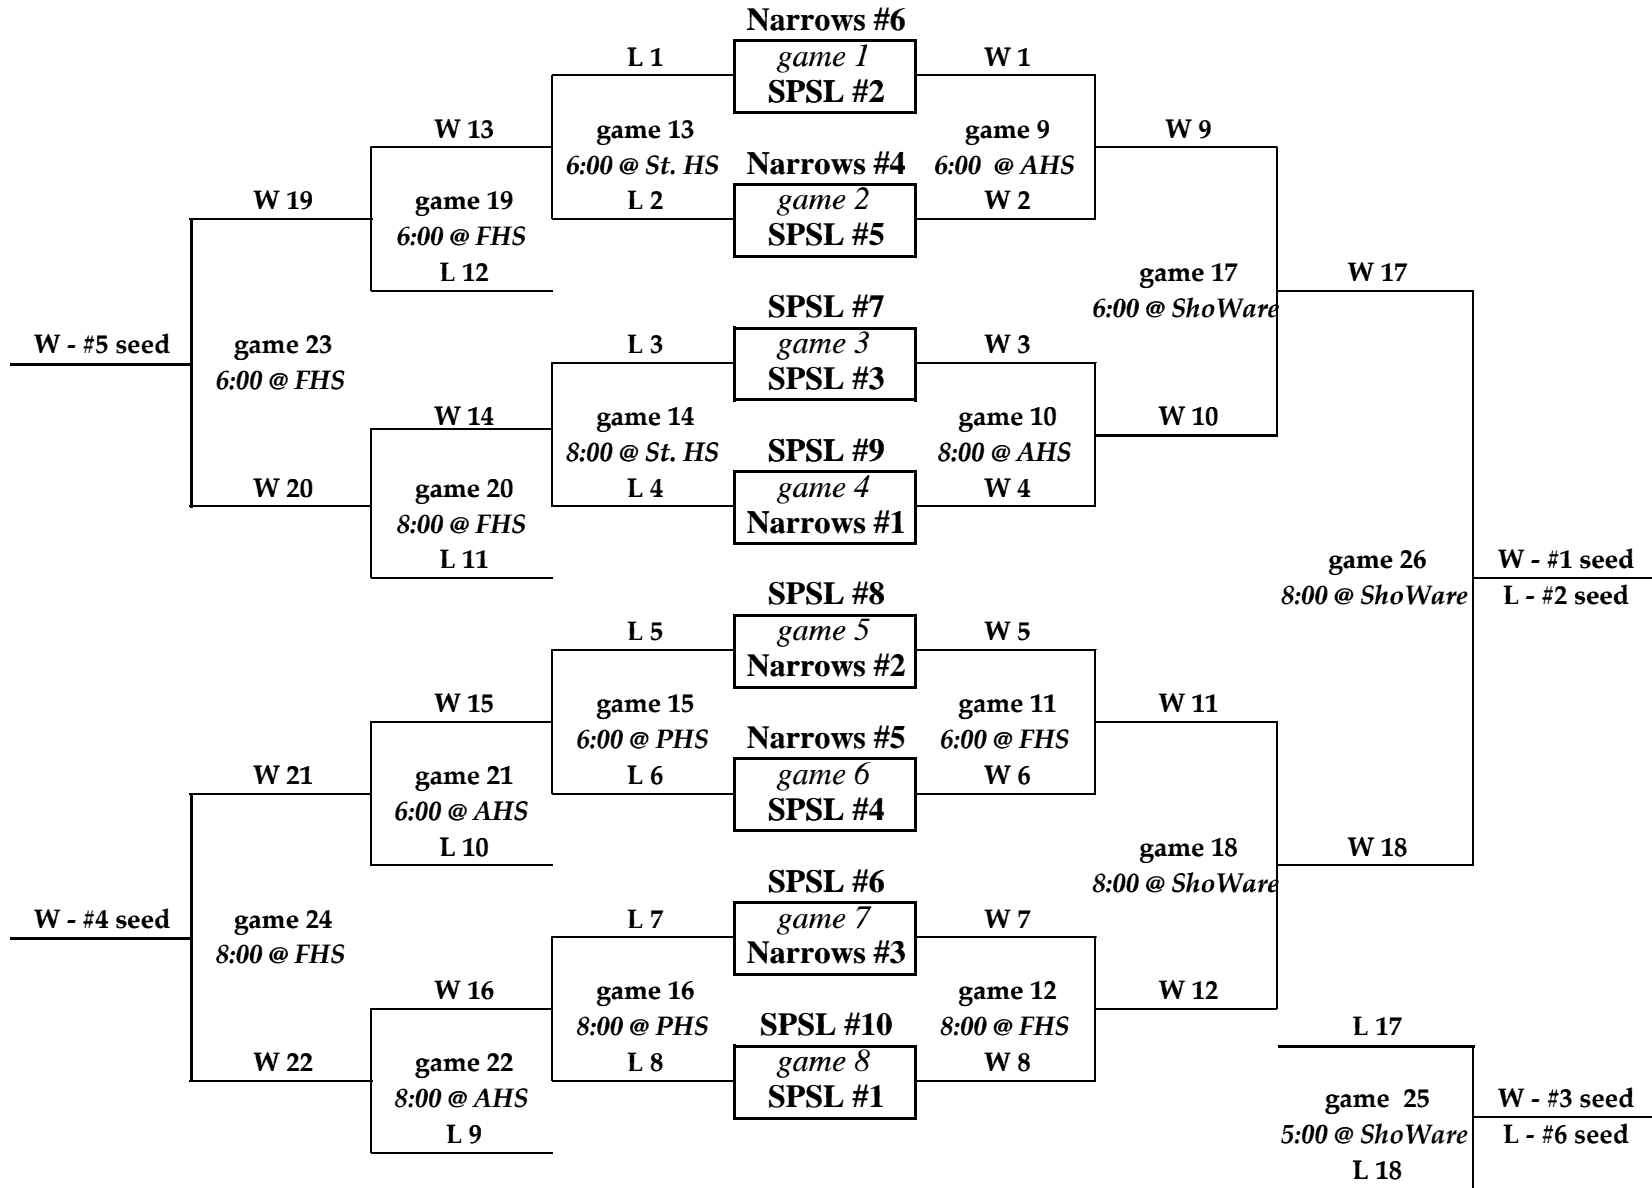 Narrows #6
L 1
game 1
W 1
SPSL #2
W 13
game 13
game 9
W 9
6:00 @ St. HS
Narrows #4
6:00 @ AHS
W 19
game 19
L 2
game 2
W 2
6:00 @ FHS
SPSL #5
L 12
game 17
W 17
SPSL #7
6:00 @ ShoWare
W - #5 seed
game 23
L 3
game 3
W 3
6:00 @ FHS
SPSL #3
W 14
game 14
game 10
W 10
8:00 @ St. HS
SPSL #9
8:00 @ AHS
W 20
game 20
L 4
game 4
W 4
8:00 @ FHS
Narrows #1
L 11
game 26
W - #1 seed
SPSL #8
8:00 @ ShoWare
L - #2 seed
L 5
game 5
W 5
Narrows #2
W 15
game 15
game 11
W 11
6:00 @ PHS
Narrows #5
6:00 @ FHS
W 21
game 21
L 6
game 6
W 6
6:00 @ AHS
SPSL #4
L 10
game 18
W 18
SPSL #6
8:00 @ ShoWare
W - #4 seed
game 24
L 7
game 7
W 7
8:00 @ FHS
Narrows #3
W 16
game 16
game 12
W 12
8:00 @ PHS
SPSL #10
8:00 @ FHS
L 17
W 22
game 22
L 8
game 8
W 8
8:00 @ AHS
SPSL #1
game 25
W - #3 seed
L 9
5:00 @ ShoWare
L - #6 seed
L 18